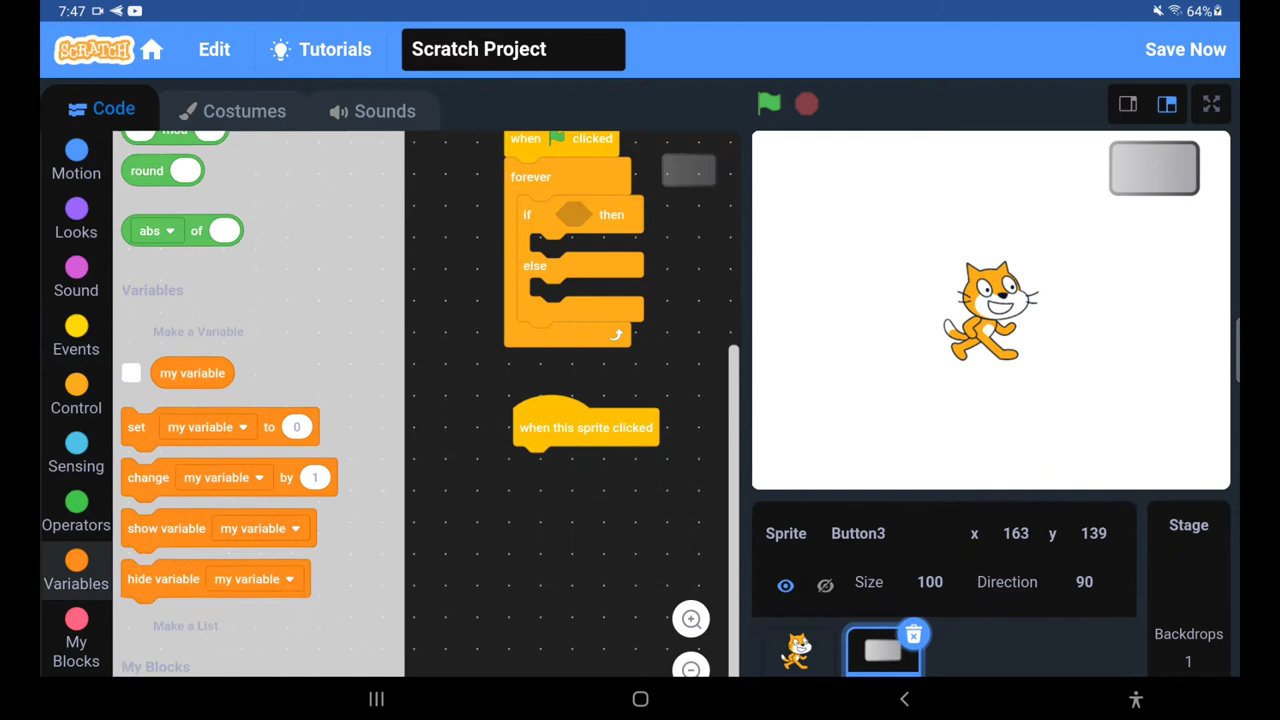 7:47 64%
SCRATCH Edit Tutorials Scratch Project Save Now
Code Costumes Sounds
Motion
Looks
Sound
Events
Control
Sensing
Operators
Variables
My
Blocks
mod
round
abs of
Variables
Make a Variable
my variable
set my variable to 0
change my variable by 1
show variable my variable
hide variable my variable
Make a List
My Blocks
when clicked
forever
if then
else
when this sprite clicked
Sprite Button3 x 163 y 139
Size 100 Direction 90
Stage
Backdrops
1